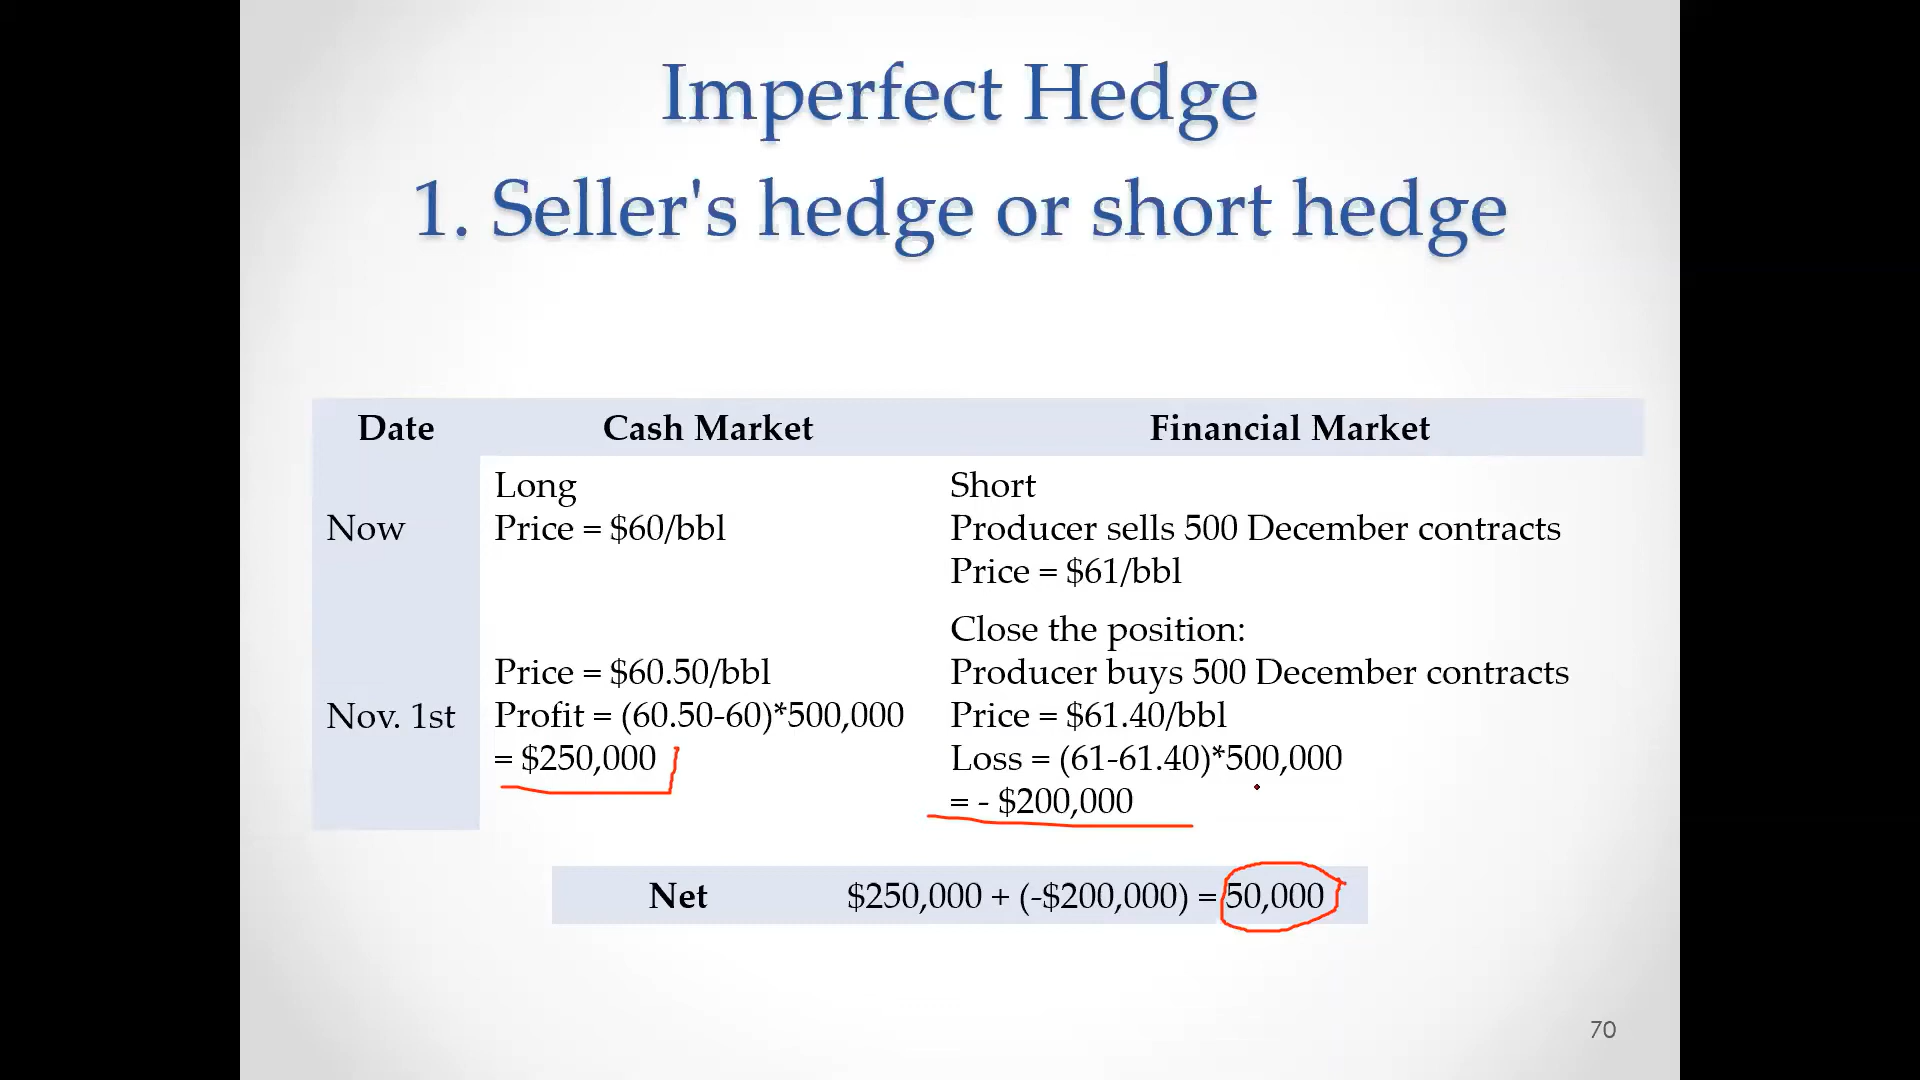 Imperfect Hedge
1. Seller's hedge or short hedge
Date Cash Market Financial Market
Now
Long
Price = $60/bbl
Short
Producer sells 500 December contracts
Price = $61/bbl
Nov. 1st
Price = $60.50/bbl
Profit = (60.50-60)*500,000
= $250,000
Close the position:
Producer buys 500 December contracts
Price = $61.40/bbl
Loss = (61-61.40)*500,000
= - $200,000
Net $250,000 + (-$200,000) = 50,000
70